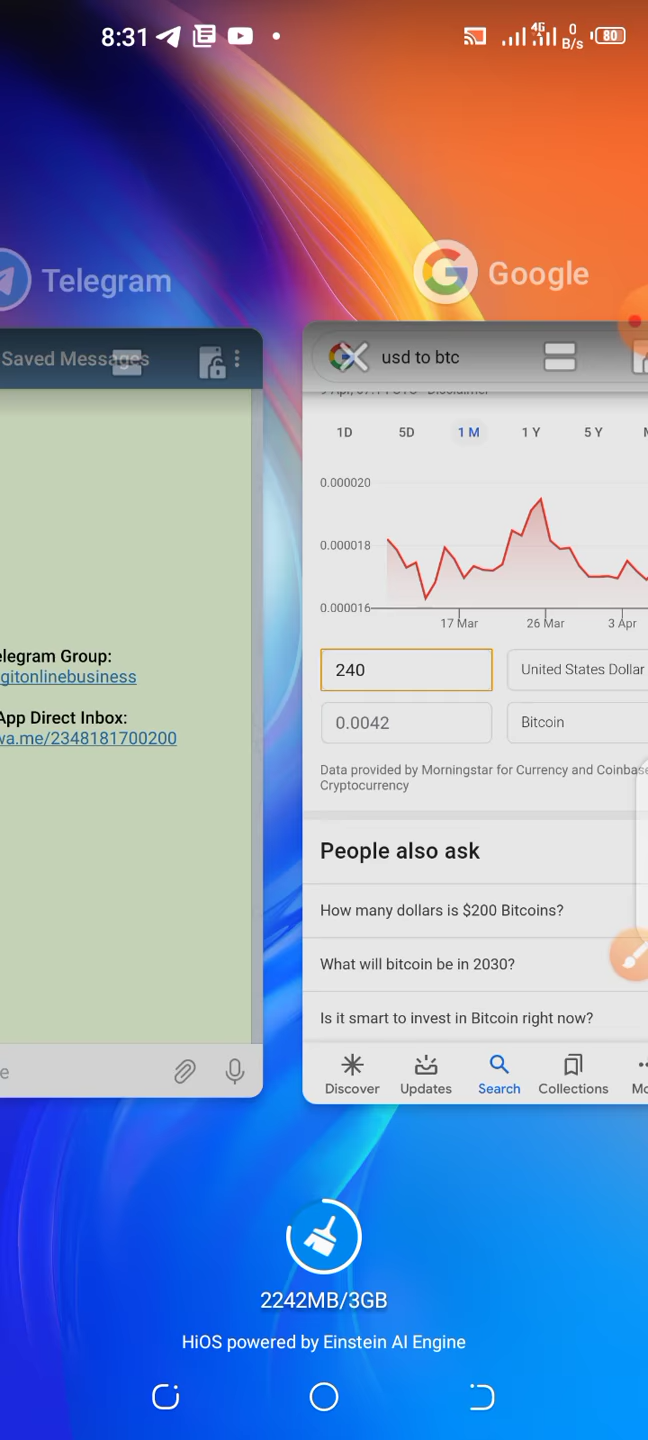 8:31
4G
0
B/s
80
Telegram
Google
Saved Messages
usd to btc
1D
5D
1 M
1 Y
5 Y
0.000020
0.000018
0.000016
17 Mar
26 Mar
3 Apr
240
United States Dollar
0.0042
Bitcoin
Data provided by Morningstar for Currency and Coinbase
Cryptocurrency
elegram Group:
gitonlinebusiness
App Direct Inbox:
wa.me/2348181700200
People also ask
How many dollars is $200 Bitcoins?
What will bitcoin be in 2030?
Is it smart to invest in Bitcoin right now?
e
Discover
Updates
Search
Collections
Mo
2242MB/3GB
HiOS powered by Einstein AI Engine